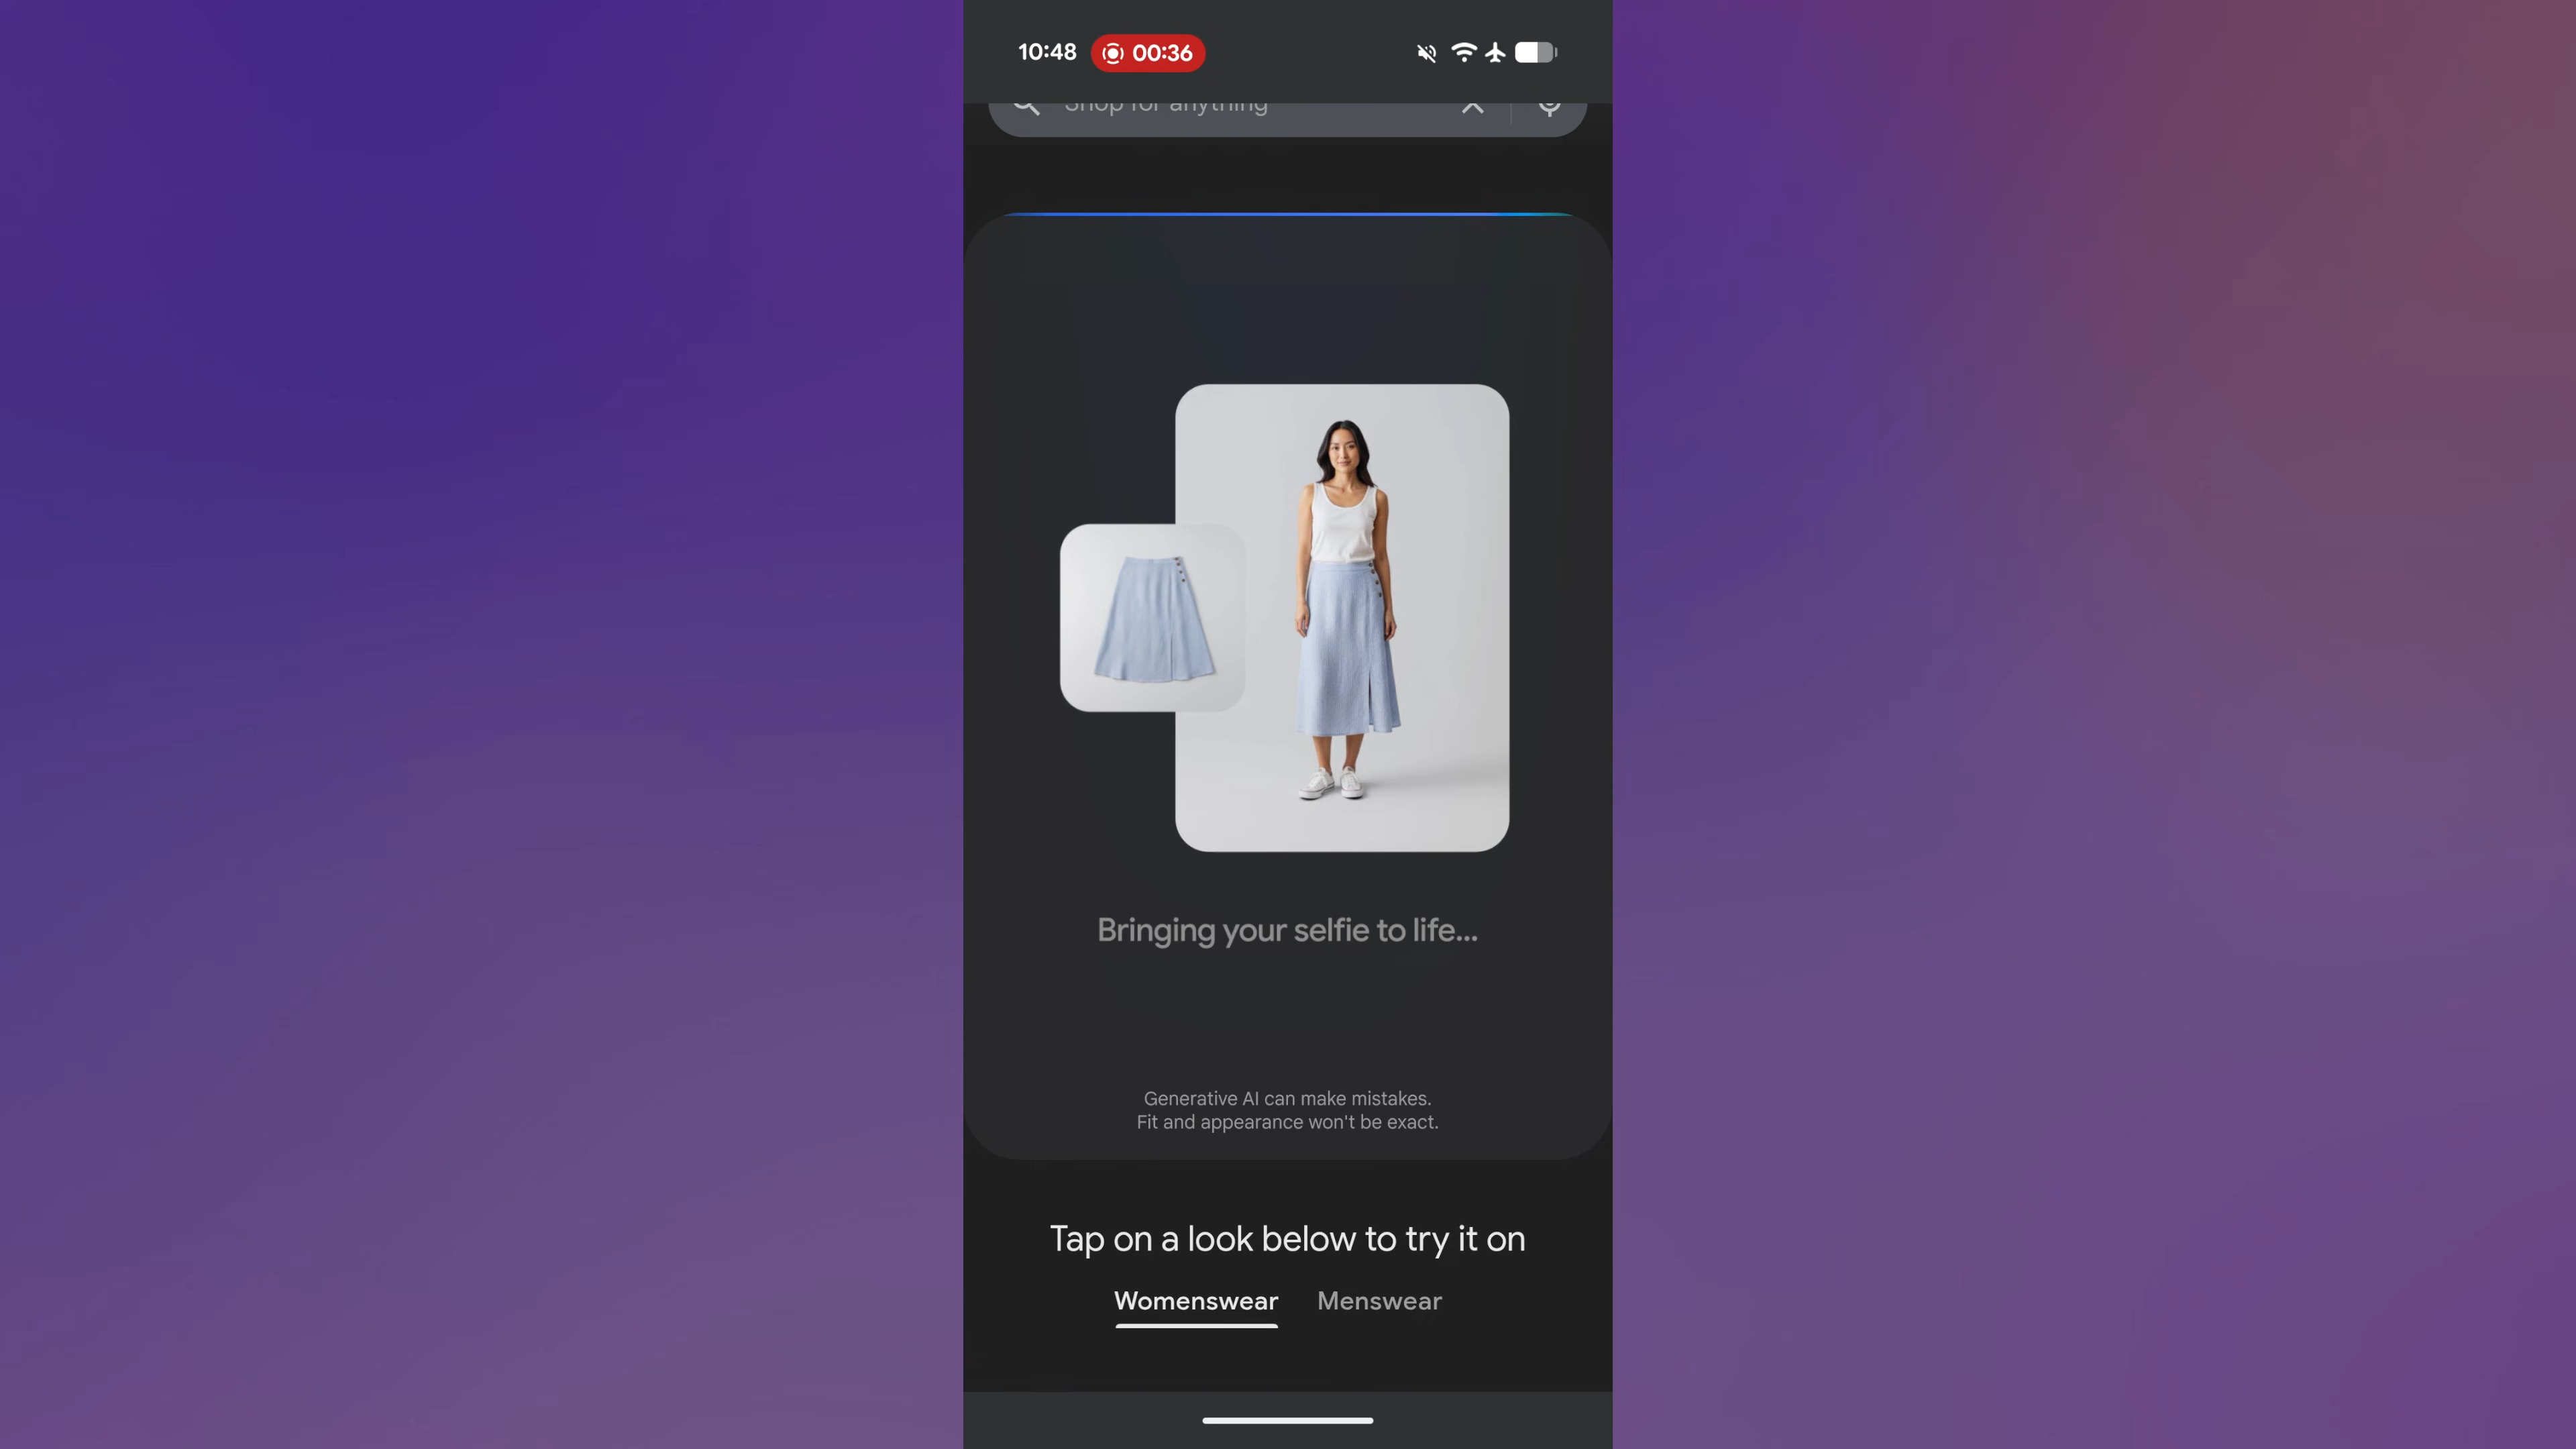 10:48 00:36
Shop for anything
Bringing your selfie to life...
Generative AI can make mistakes.
Fit and appearance won't be exact.
Tap on a look below to try it on
Womenswear Menswear